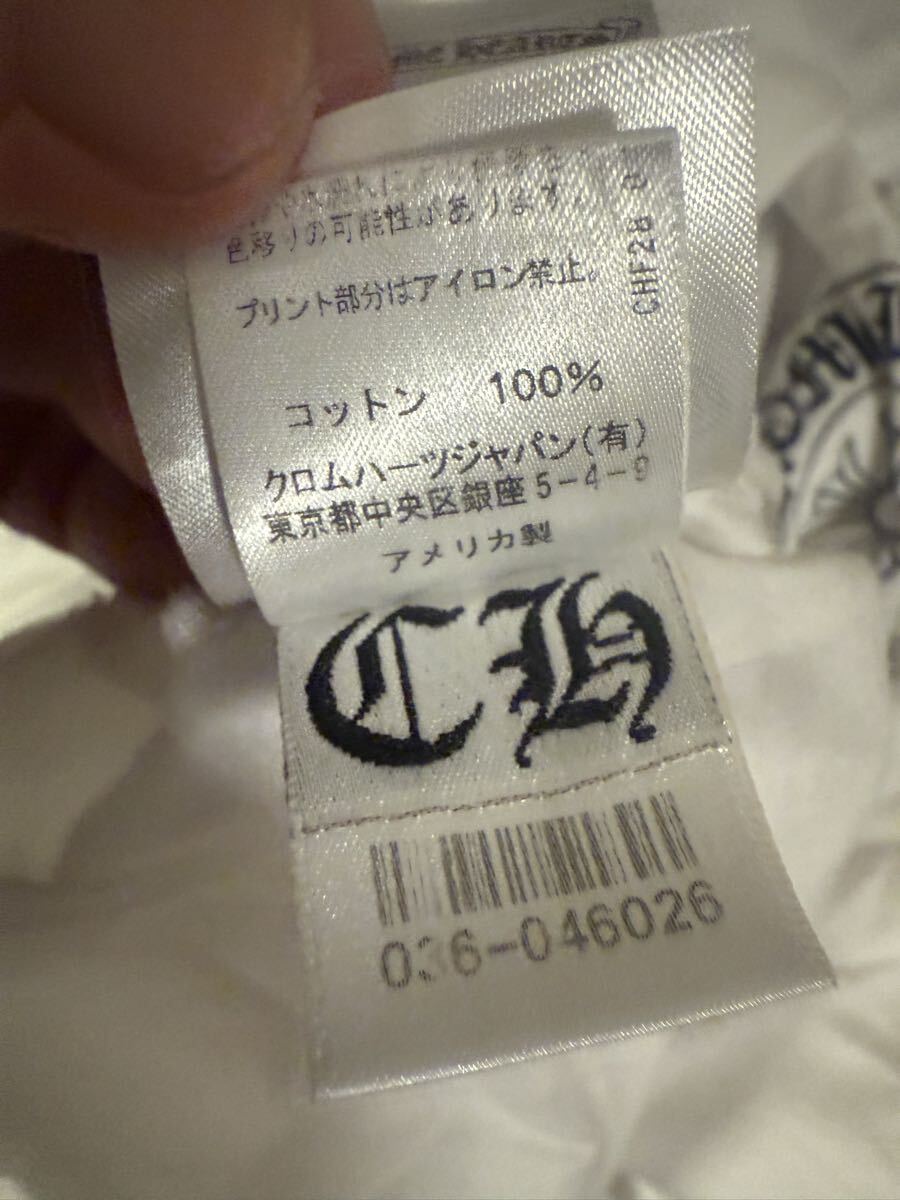 色移りの可能性があります。
プリント部分はアイロン禁止。
CHF28
コットン 100%
クロムハーツジャパン(有)
東京都中央区銀座5-4-9
アメリカ製
CH
036-046026